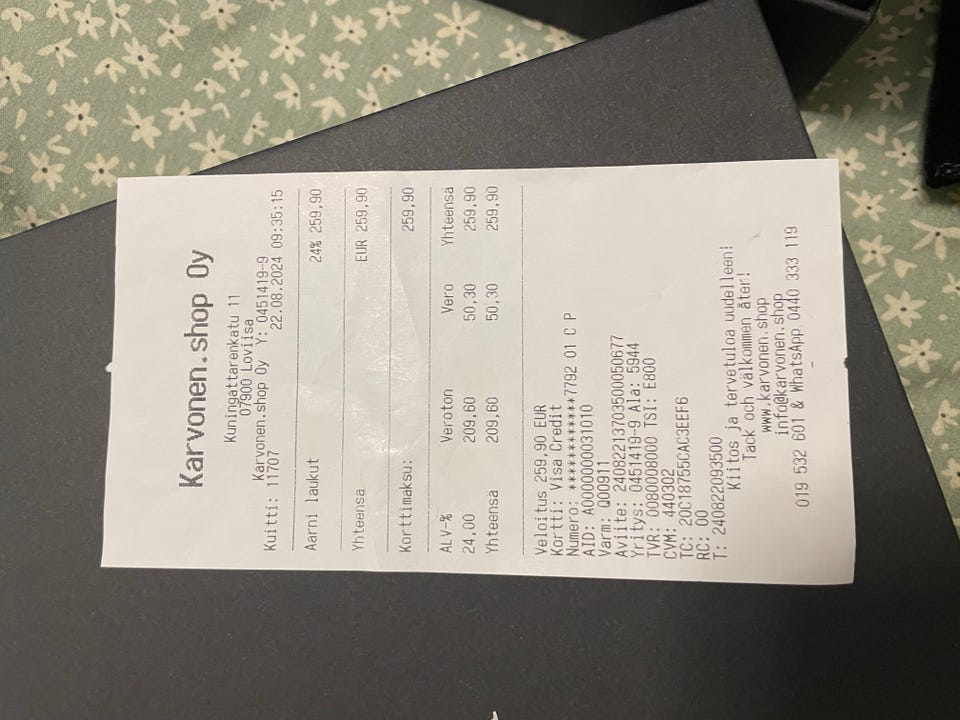 Karvonen.shop Oy
Kuningattarenkatu 11
07900 Loviisa
Karvonen.shop Oy Y: 0451419-9
Kuitti: 11707 22.08.2024 09:35:15
Aarni laukut 24% 259,90
Yhteensä EUR 259,90
Korttimaksu: 259,90
ALV-% Veroton Vero Yhteensä
24,00 209,60 50,30 259,90
Yhteensä 209,60 50,30 259,90
Veloitus 259,90 EUR
Kortti: Visa Credit
Numero: ************7792 01 C P
AID: A0000000031010
Varm: Q00911
Aviite: 240822137035000506​77
Yritys: 0451419-9 Ala: 5944
TVR: 0080008000 TSI: E800
CVM: 440302
TC: 20C18755CAC3EEF6
RC: 00
T: 240822093500
Kiitos ja tervetuloa uudelleen!
Tack och välkommen åter!
www.karvonen.shop
info@karvonen.shop
019 532 601 & WhatsApp 0440 333 119